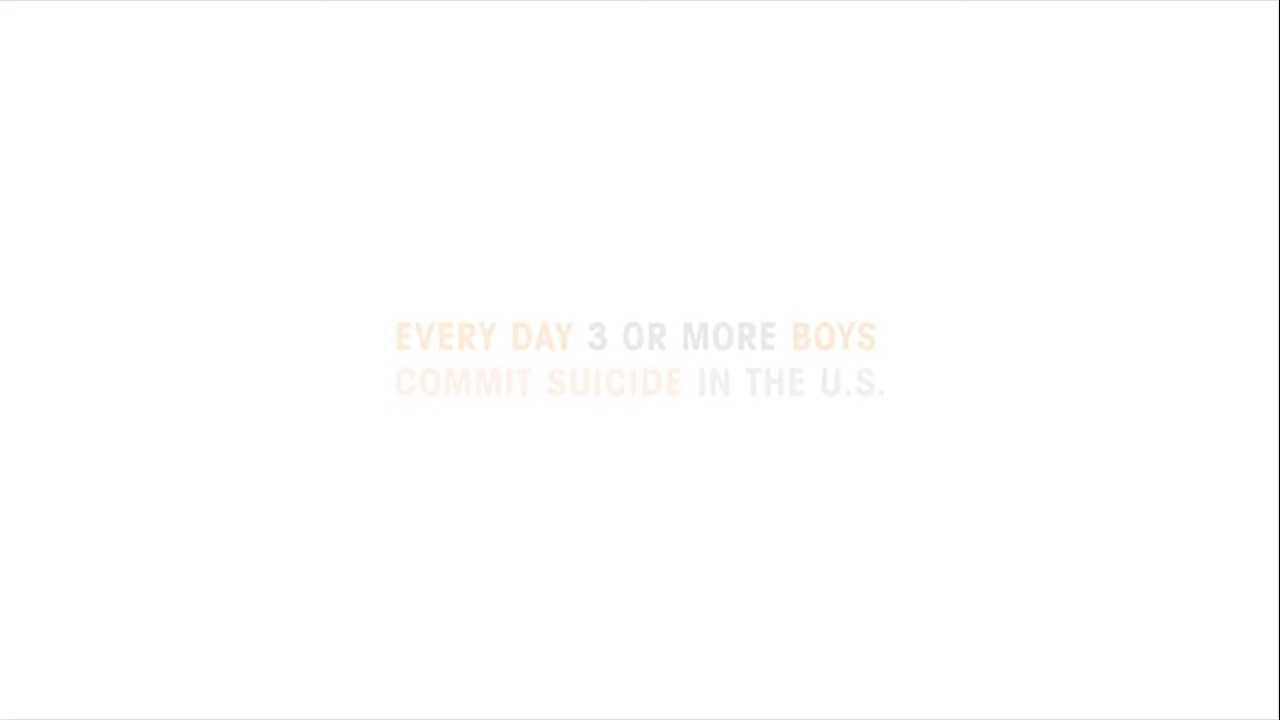 EVERY DAY 3 OR MORE BOYS
COMMIT SUICIDE IN THE U.S.